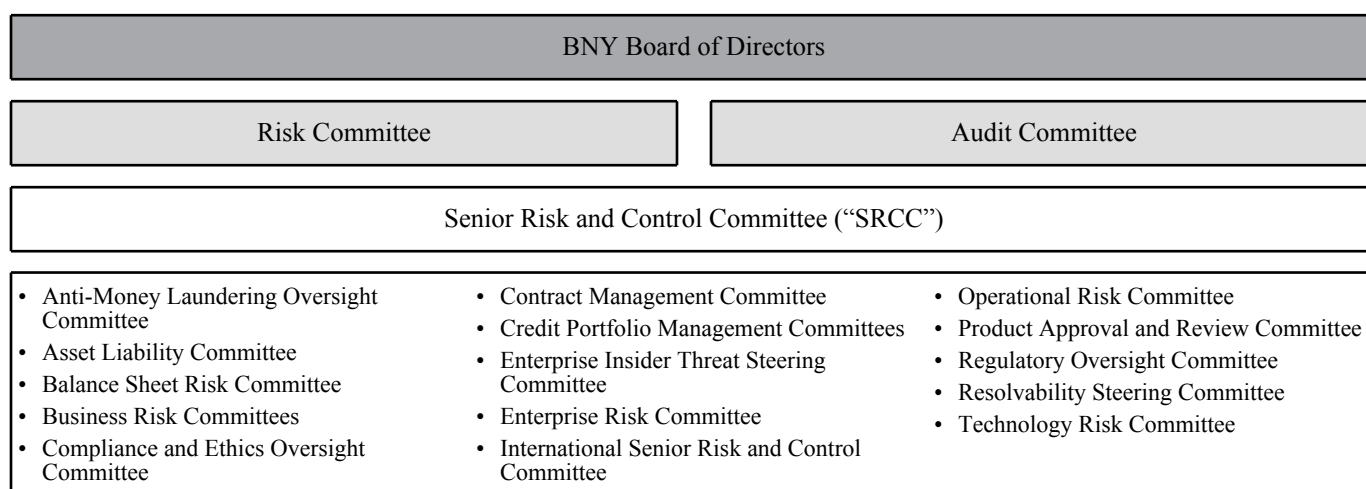 BNY Board of Directors
Risk Committee
Audit Committee
Senior Risk and Control Committee (“SRCC”)
• Anti-Money Laundering Oversight
Committee
• Asset Liability Committee
• Balance Sheet Risk Committee
• Business Risk Committees
• Compliance and Ethics Oversight
Committee
• Contract Management Committee
• Credit Portfolio Management Committees
• Enterprise Insider Threat Steering
Committee
• Enterprise Risk Committee
• International Senior Risk and Control
Committee
• Operational Risk Committee
• Product Approval and Review Committee
• Regulatory Oversight Committee
• Resolvability Steering Committee
• Technology Risk Committee